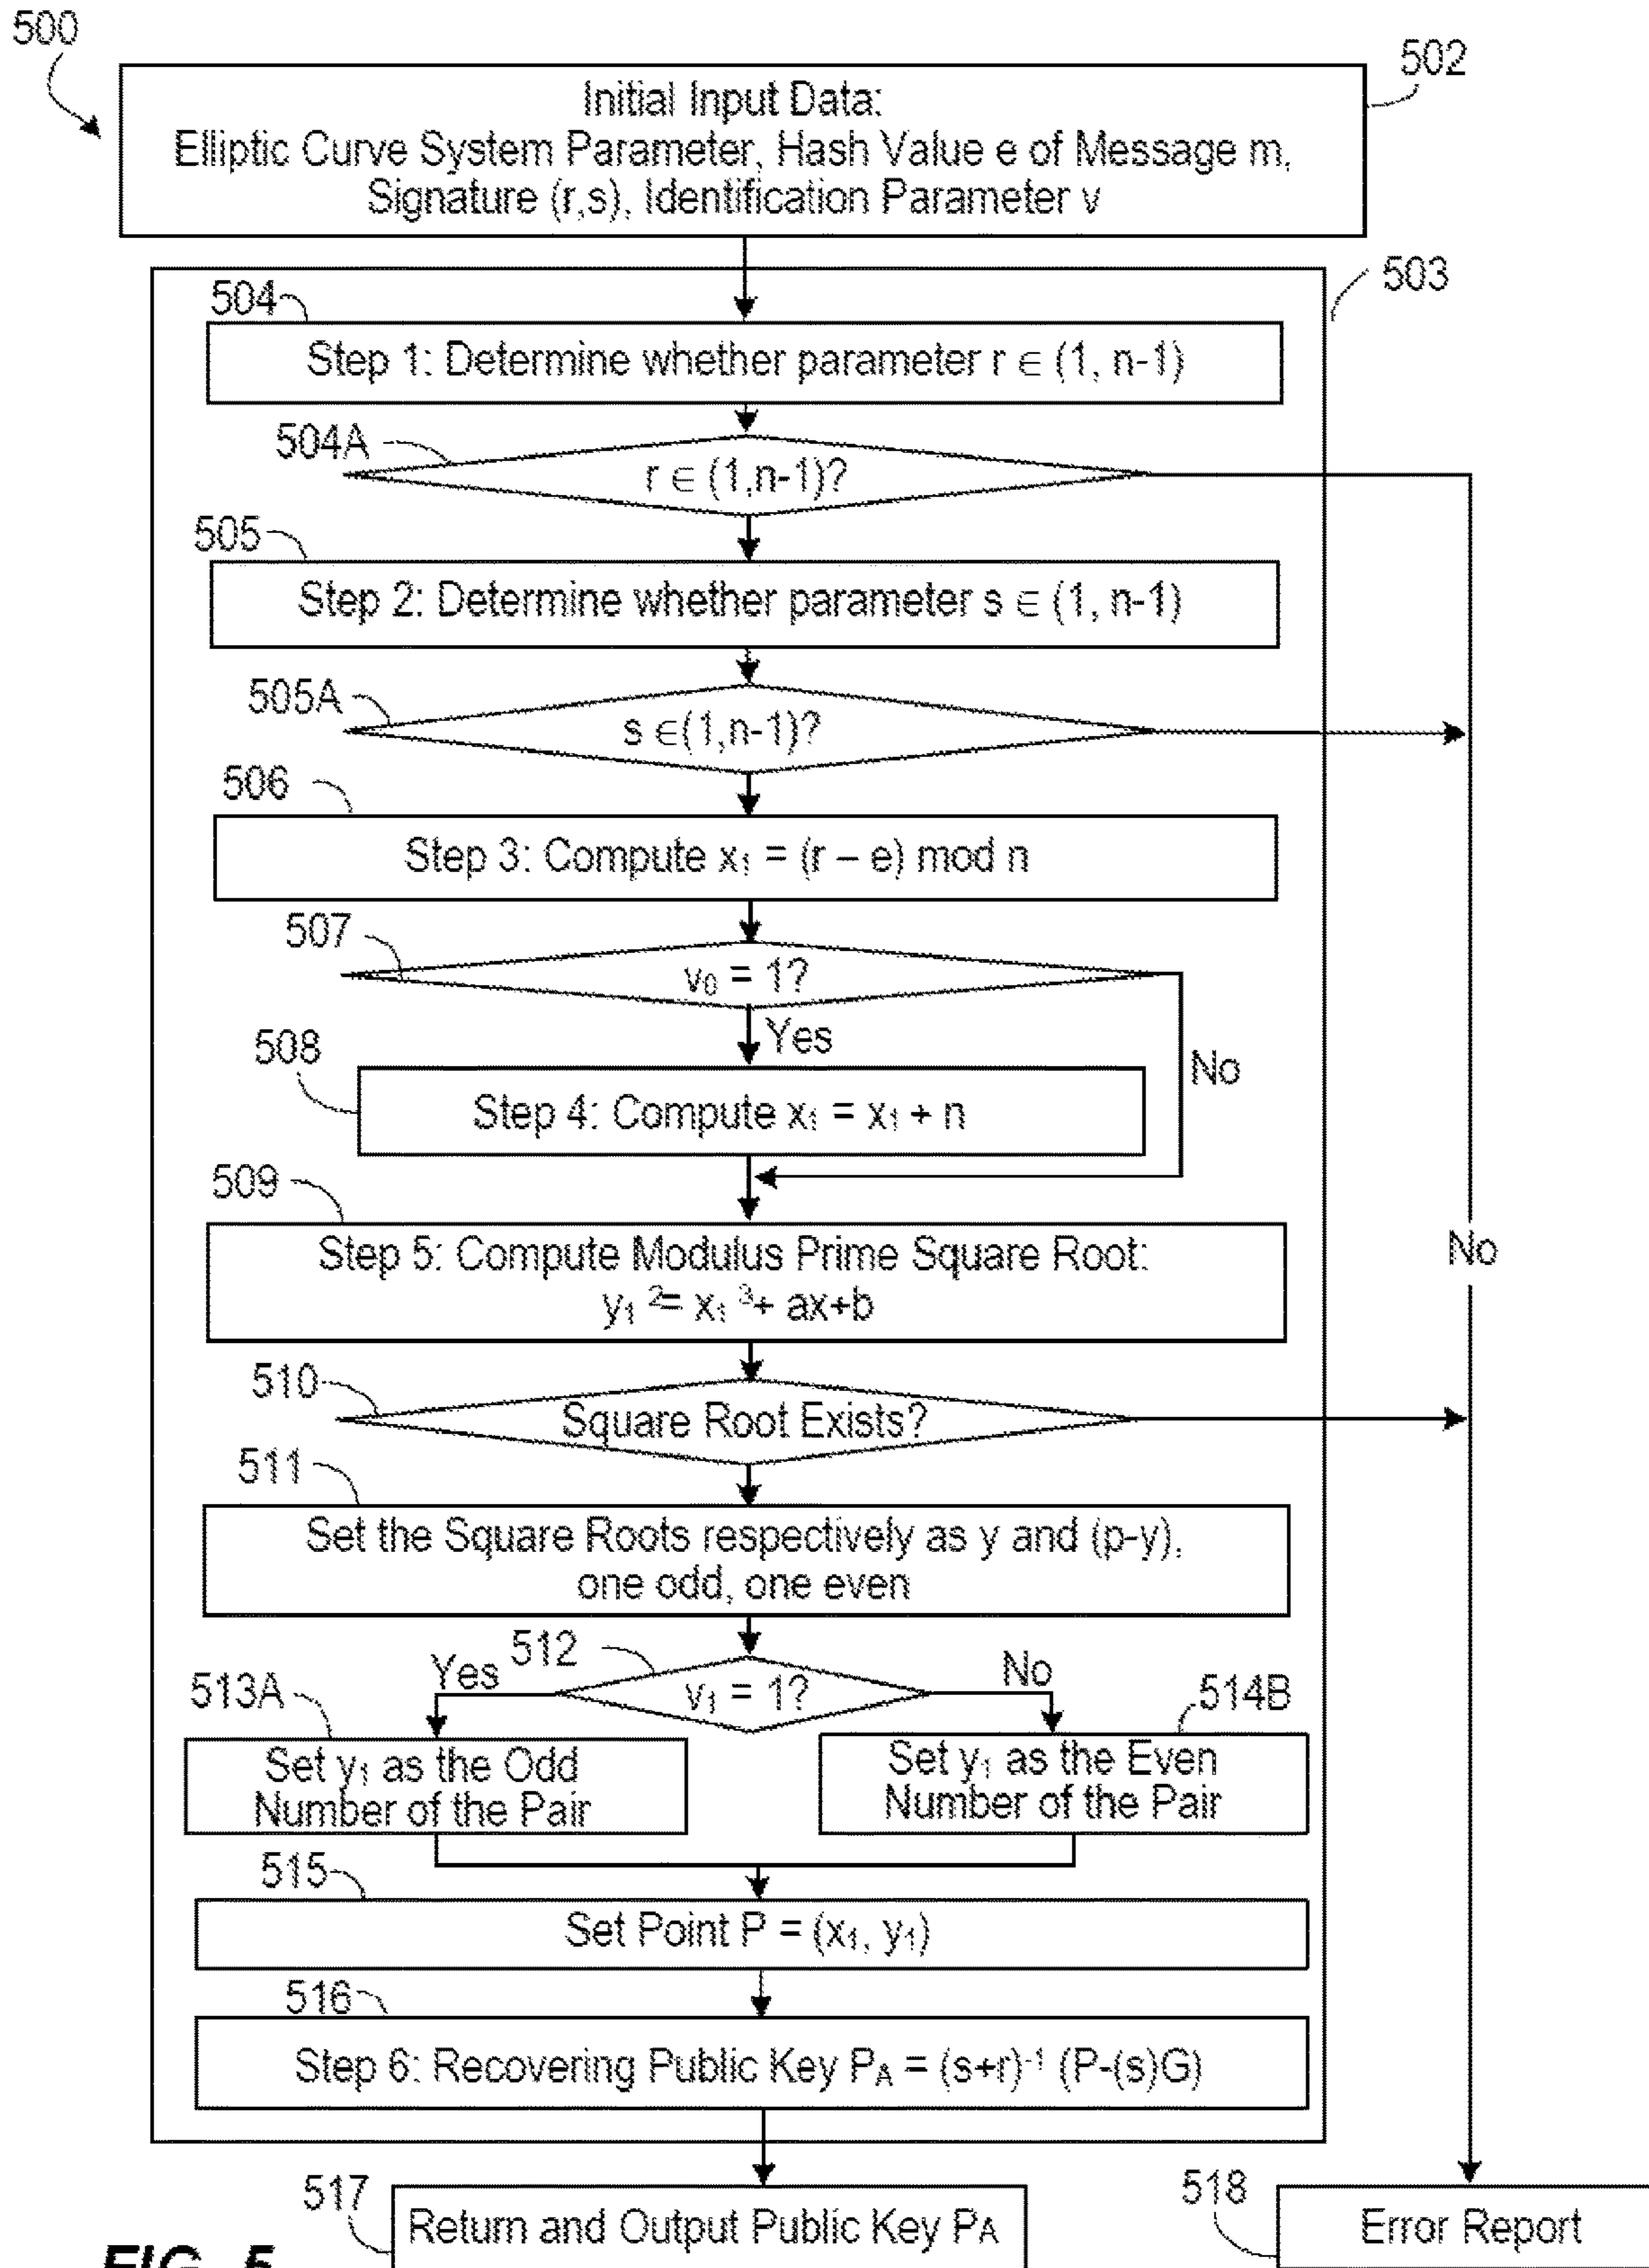 500
502
Initial Input Data:
Elliptic Curve System Parameter, Hash Value e of Message m,
Signature (r,s), Identification Parameter v
503
504
Step 1: Determine whether parameter r ∈ (1, n-1)
504A
r ∈ (1,n-1)?
505
Step 2: Determine whether parameter s ∈ (1, n-1)
505A
s ∈(1,n-1)?
506
Step 3: Compute x₁ = (r – e) mod n
507
v₀ = 1?
Yes
No
508
Step 4: Compute x₁ = x₁ + n
509
Step 5: Compute Modulus Prime Square Root:
y₁ ²= x₁ ³+ ax+b
No
510
Square Root Exists?
511
Set the Square Roots respectively as y and (p-y),
one odd, one even
512
Yes
v₁ = 1?
No
513A
Set y₁ as the Odd
Number of the Pair
514B
Set y₁ as the Even
Number of the Pair
515
Set Point P = (x₁, y₁)
516
Step 6: Recovering Public Key PA = (s+r)⁻¹ (P-(s)G)
517
Return and Output Public Key PA
518
Error Report
FIG. 5